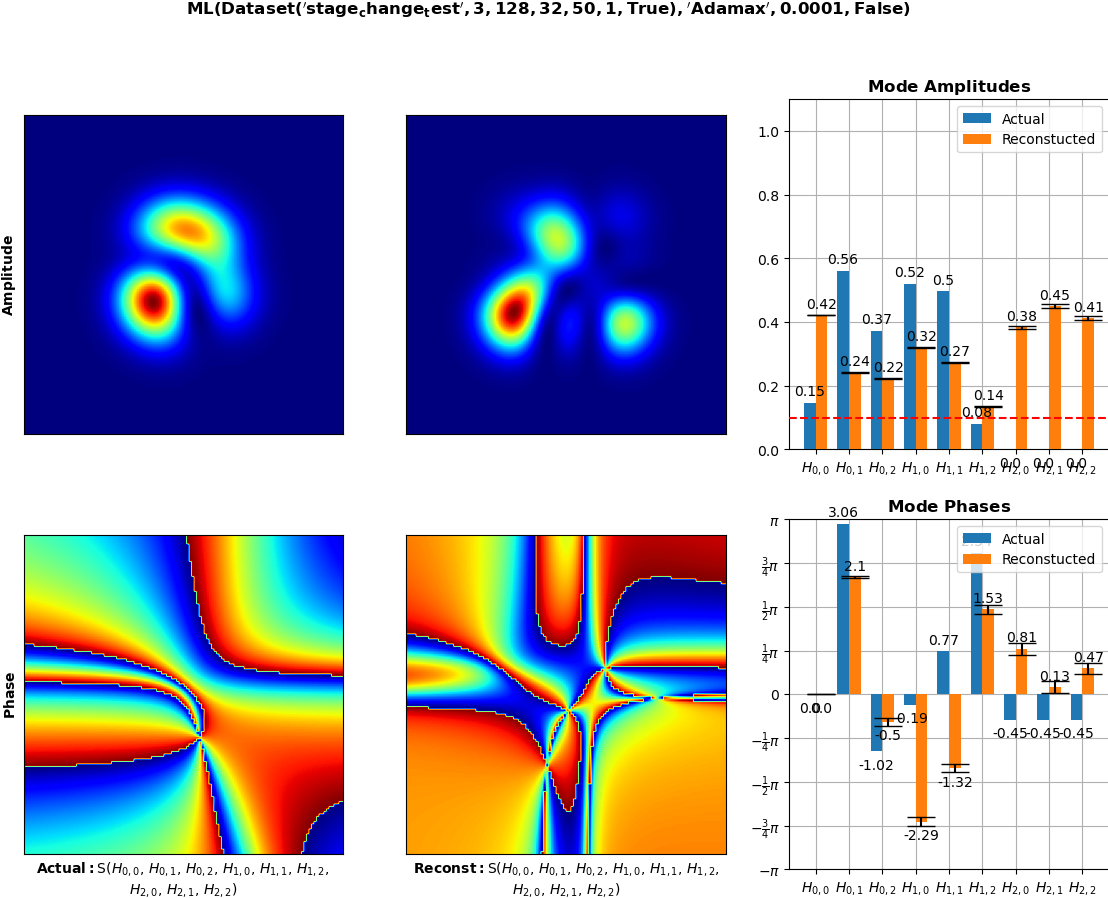 ML(Dataset('stage_change_test', 3, 128, 32, 50, 1, True), 'Adamax', 0.0001, False)
Amplitude
Mode Amplitudes
Actual
Reconstucted
1.0
0.8
0.6
0.4
0.2
0.0
0.15 0.42 0.56 0.24 0.37 0.22 0.52 0.32 0.5 0.27 0.08 0.14 0.0 0.38 0.0 0.45 0.0 0.41
H0,0 H0,1 H0,2 H1,0 H1,1 H1,2 H2,0 H2,1 H2,2
Phase
Mode Phases
Actual
Reconstucted
π
3/4π
1/2π
1/4π
0
−1/4π
−1/2π
−3/4π
−π
0.0 0.0 3.06 2.1 -1.02 -0.5 -0.19 -2.29 0.77 -1.32 1.53 -0.45 0.81 -0.45 0.13 -0.45 0.47
H0,0 H0,1 H0,2 H1,0 H1,1 H1,2 H2,0 H2,1 H2,2
Actual: S(H0,0, H0,1, H0,2, H1,0, H1,1, H1,2,
H2,0, H2,1, H2,2)
Reconst: S(H0,0, H0,1, H0,2, H1,0, H1,1, H1,2,
H2,0, H2,1, H2,2)